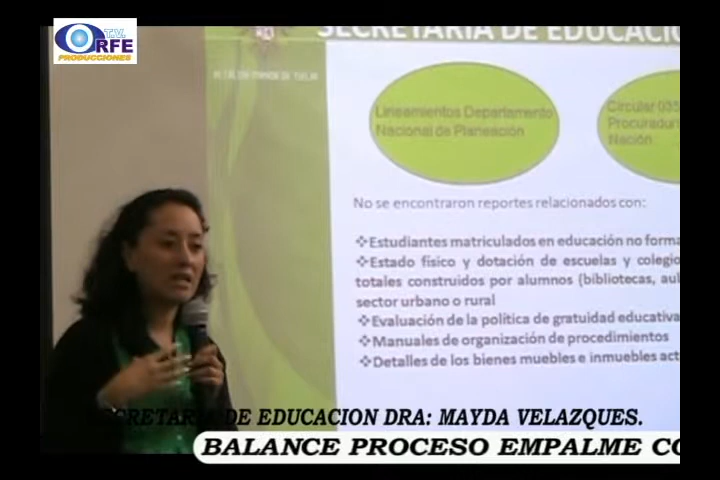 T.V.
ORFE
PRODUCCIONES
SECRETARIA DE EDUCACIO
Lineamientos Departamento
Nacional de Planeación
Circular 035
Procuradur
Nación
No se encontraron reportes relacionados con:
❖Estudiantes matriculados en educación no forma
❖Estado físico y dotación de escuelas y colegio
totales construidos por alumnos (bibliotecas, aul
sector urbano o rural
❖Evaluación de la política de gratuidad educativa
❖Manuales de organización de procedimientos
❖Detalles de los bienes muebles e inmuebles act
SECRETARIA DE EDUCACION DRA: MAYDA VELAZQUES.
BALANCE PROCESO EMPALME CO